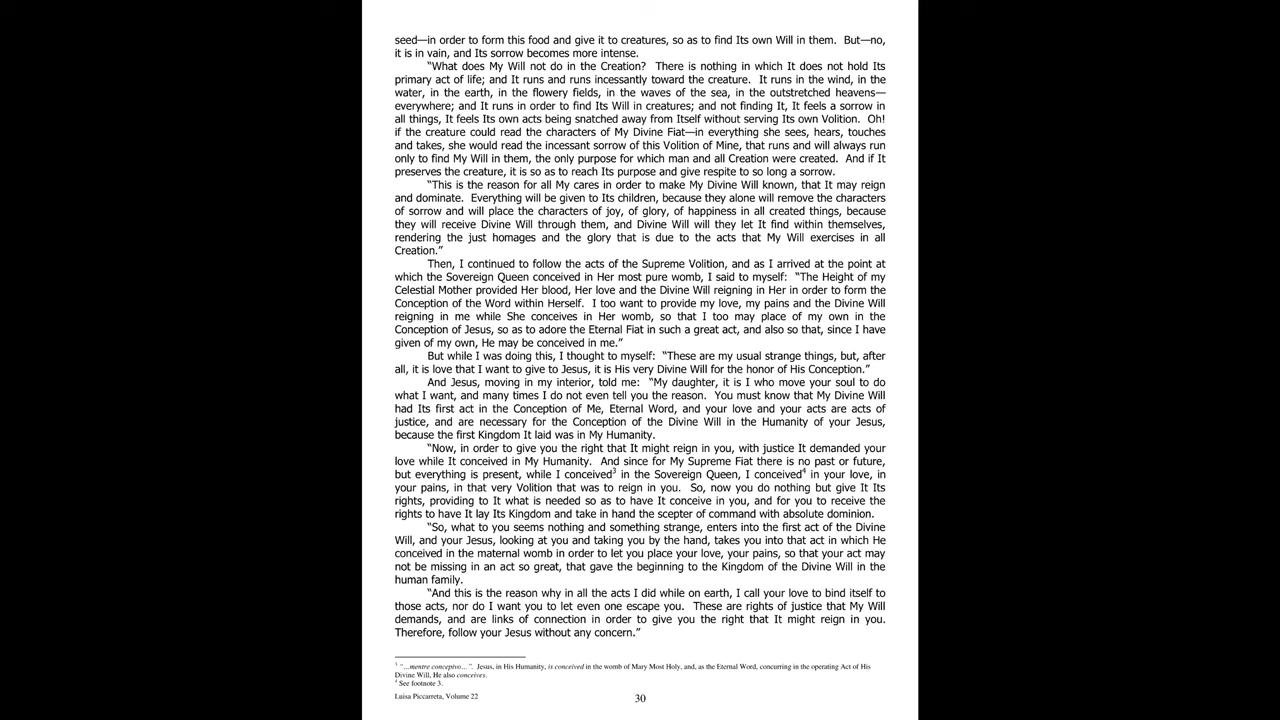 seed—in order to form this food and give it to creatures, so as to find Its own Will in them.  But—no,
it is in vain, and Its sorrow becomes more intense.
“What does My Will not do in the Creation?  There is nothing in which It does not hold Its
primary act of life; and It runs and runs incessantly toward the creature.  It runs in the wind, in the
water, in the earth, in the flowery fields, in the waves of the sea, in the outstretched heavens—
everywhere; and It runs in order to find Its Will in creatures; and not finding It, It feels a sorrow in
all things, It feels Its own acts being snatched away from Itself without serving Its own Volition.  Oh!
if the creature could read the characters of My Divine Fiat—in everything she sees, hears, touches
and takes, she would read the incessant sorrow of this Volition of Mine, that runs and will always run
only to find My Will in them, the only purpose for which man and all Creation were created.  And if It
preserves the creature, it is so as to reach Its purpose and give respite to so long a sorrow.
“This is the reason for all My cares in order to make My Divine Will known, that It may reign
and dominate.  Everything will be given to Its children, because they alone will remove the characters
of sorrow and will place the characters of joy, of glory, of happiness in all created things, because
they will receive Divine Will through them, and Divine Will will they let It find within themselves,
rendering the just homages and the glory that is due to the acts that My Will exercises in all
Creation.”
Then, I continued to follow the acts of the Supreme Volition, and as I arrived at the point at
which the Sovereign Queen conceived in Her most pure womb, I said to myself:  “The Height of my
Celestial Mother provided Her blood, Her love and the Divine Will reigning in Her in order to form the
Conception of the Word within Herself.  I too want to provide my love, my pains and the Divine Will
reigning in me while She conceives in Her womb, so that I too may place of my own in the
Conception of Jesus, so as to adore the Eternal Fiat in such a great act, and also so that, since I have
given of my own, He may be conceived in me.”
But while I was doing this, I thought to myself:  “These are my usual strange things, but, after
all, it is love that I want to give to Jesus, it is His very Divine Will for the honor of His Conception.”
And Jesus, moving in my interior, told me:  “My daughter, it is I who move your soul to do
what I want, and many times I do not even tell you the reason.  You must know that My Divine Will
had Its first act in the Conception of Me, Eternal Word, and your love and your acts are acts of
justice, and are necessary for the Conception of the Divine Will in the Humanity of your Jesus,
because the first Kingdom It laid was in My Humanity.
“Now, in order to give you the right that It might reign in you, with justice It demanded your
love while It conceived in My Humanity.  And since for My Supreme Fiat there is no past or future,
but everything is present, while I conceived³ in the Sovereign Queen, I conceived⁴ in your love, in
your pains, in that very Volition that was to reign in you.  So, now you do nothing but give It Its
rights, providing to It what is needed so as to have It conceive in you, and for you to receive the
rights to have It lay Its Kingdom and take in hand the scepter of command with absolute dominion.
“So, what to you seems nothing and something strange, enters into the first act of the Divine
Will, and your Jesus, looking at you and taking you by the hand, takes you into that act in which He
conceived in the maternal womb in order to let you place your love, your pains, so that your act may
not be missing in an act so great, that gave the beginning to the Kingdom of the Divine Will in the
human family.
“And this is the reason why in all the acts I did while on earth, I call your love to bind itself to
those acts, nor do I want you to let even one escape you.  These are rights of justice that My Will
demands, and are links of connection in order to give you the right that It might reign in you.
Therefore, follow your Jesus without any concern.”
³ “...mentre concepivo...”.  Jesus, in His Humanity, is conceived in the womb of Mary Most Holy, and, as the Eternal Word, concurring in the operating Act of His
Divine Will, He also conceives.
⁴ See footnote 3.
Luisa Piccarreta, Volume 22
30